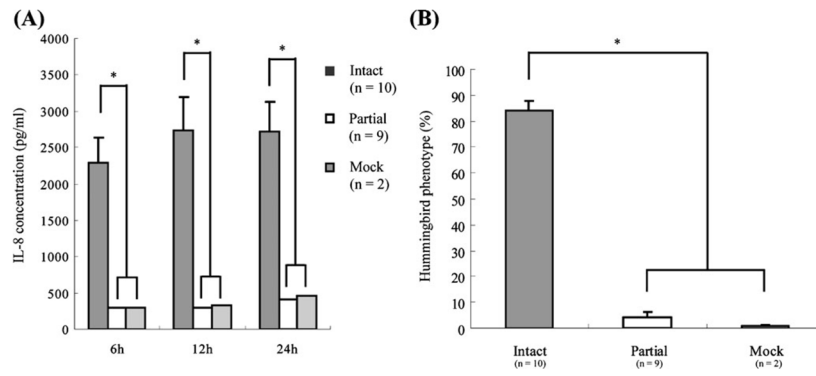 (A)
*
*
*
IL-8 concentration (pg/ml)
4000
3500
3000
2500
2000
1500
1000
500
0
6h
12h
24h
Intact
(n = 10)
Partial
(n = 9)
Mock
(n = 2)
(B)
*
Hummingbird phenotype (%)
100
90
80
70
60
50
40
30
20
10
0
Intact
(n = 10)
Partial
(n = 9)
Mock
(n = 2)